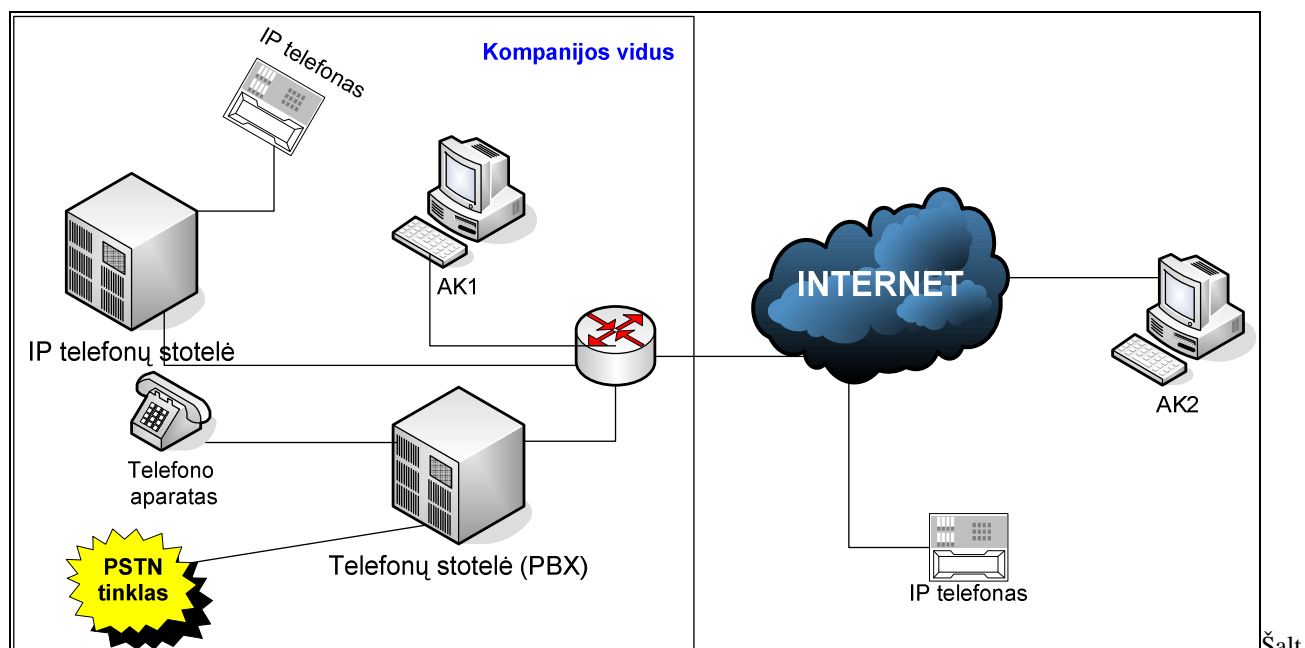 Kompanijos vidus
IP telefonas
AK1
INTERNET
IP telefonų stotelė
AK2
Telefono
aparatas
Telefonų stotelė (PBX)
PSTN
tinklas
IP telefonas
Šalt